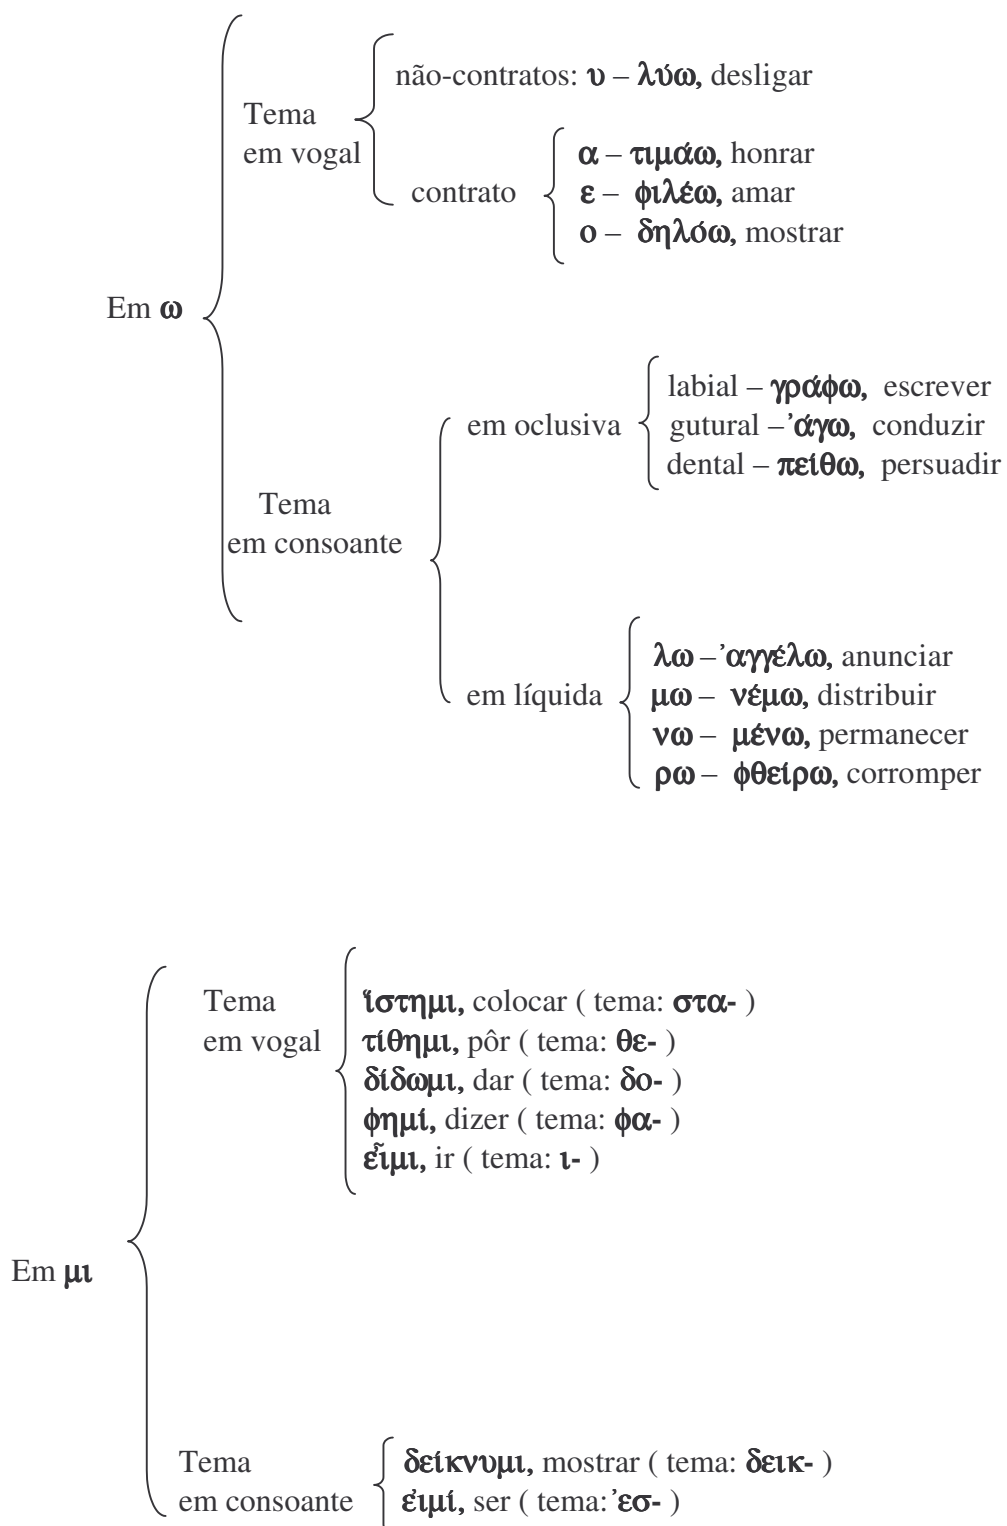 não-contratos: υ – λύω, desligar
Tema
em vogal
α – τιμάω, honrar
contrato ε – φιλέω, amar
ο – δηλόω, mostrar
Em ω
labial – γράφω, escrever
em oclusiva gutural – ᾿άγω, conduzir
dental – πείθω, persuadir
Tema
em consoante
λω – ᾿αγγέλω, anunciar
em líquida μω – νέμω, distribuir
νω – μένω, permanecer
ρω – φθείρω, corromper
Tema ἵστημι, colocar ( tema: στα- )
em vogal τίθημι, pôr ( tema: θε- )
δίδωμι, dar ( tema: δο- )
φημί, dizer ( tema: φα- )
εἶμι, ir ( tema: ι- )
Em μι
Tema δείκνυμι, mostrar ( tema: δεικ- )
em consoante εἰμί, ser ( tema: ᾿εσ- )